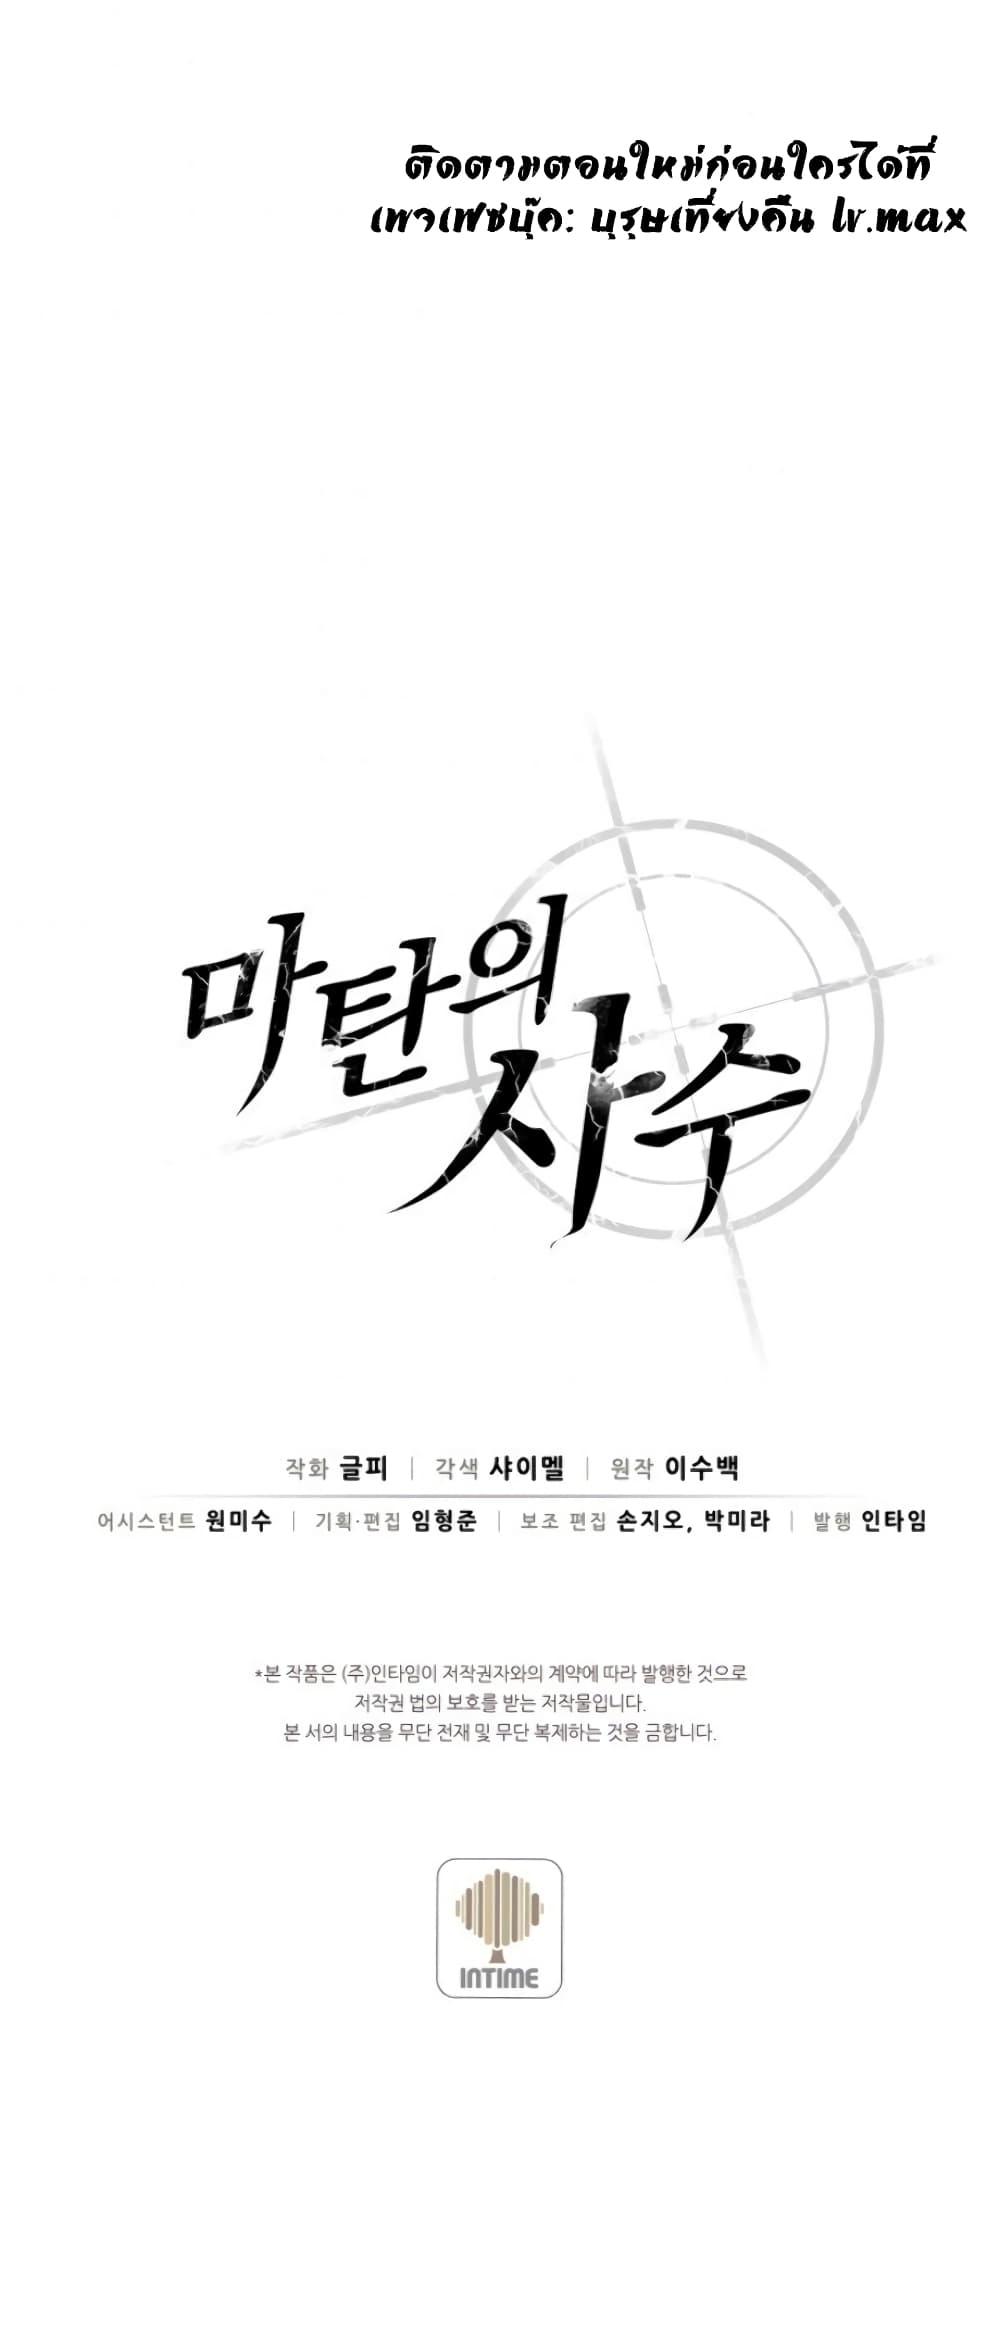 ติดตามตอนใหม่ก่อนใครได้ที่
เพจเฟซบุ๊ค: บุรุษเที่ยงคืน lv.max
마탄의
사수
작화 글피 | 각색 샤이멜 | 원작 이수백
어시스턴트 원미수 | 기획·편집 임형준 | 보조 편집 손지오, 박미라 | 발행 인타임
*본 작품은 (주)인타임이 저작권자와의 계약에 따라 발행한 것으로
저작권 법의 보호를 받는 저작물입니다.
본 서의 내용을 무단 전재 및 무단 복제하는 것을 금합니다.
INTIME